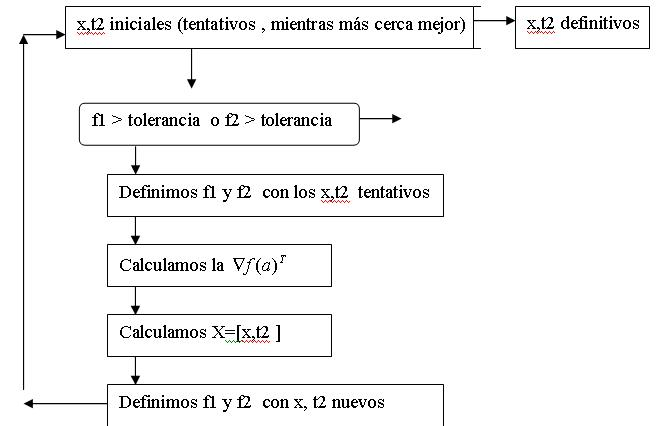 x,t2 iniciales (tentativos , mientras más cerca mejor)
x,t2 definitivos
f1 > tolerancia o f2 > tolerancia
Definimos f1 y f2 con los x,t2 tentativos
Calculamos la ∇f(a)^T
Calculamos X=[x,t2 ]
Definimos f1 y f2 con x, t2 nuevos